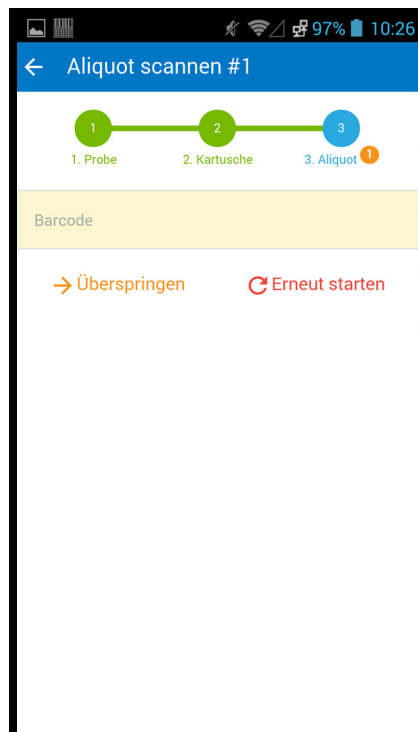 97% 10:26
Aliquot scannen #1
1 2 3
1. Probe 2. Kartusche 3. Aliquot 1
Barcode
Überspringen Erneut starten